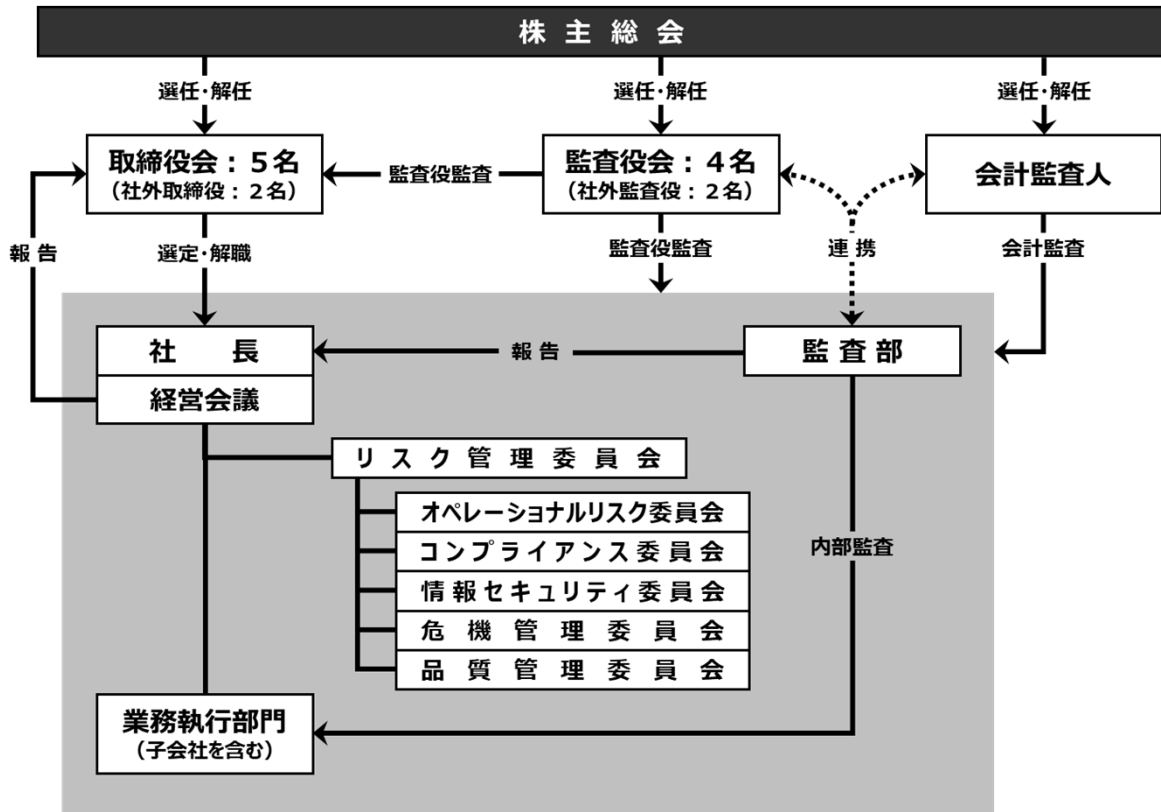 株主総会
選任・解任
選任・解任
選任・解任
取締役会：５名
（社外取締役：２名）
監査役監査
監査役会：４名
（社外監査役：２名）
会計監査人
報告
選定・解職
監査役監査
連携
会計監査
社長
経営会議
報告
監査部
リスク管理委員会
オペレーショナルリスク委員会
コンプライアンス委員会
情報セキュリティ委員会
危機管理委員会
品質管理委員会
内部監査
業務執行部門
（子会社を含む）